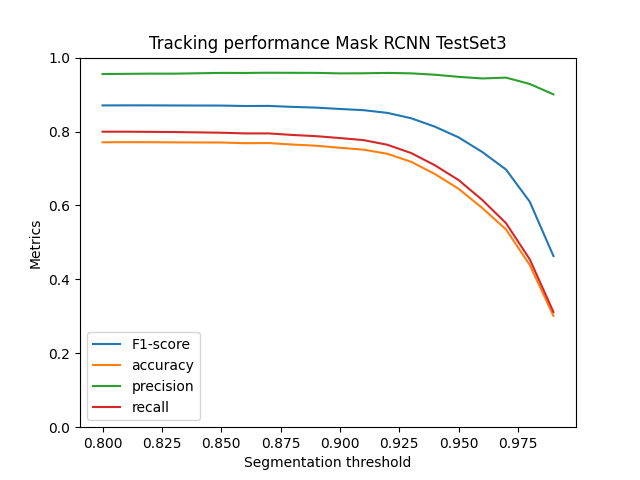 Tracking performance Mask RCNN TestSet3
1.0
0.8
0.6
0.4
0.2
0.0
Metrics
F1-score
accuracy
precision
recall
0.800 0.825 0.850 0.875 0.900 0.925 0.950 0.975
Segmentation threshold